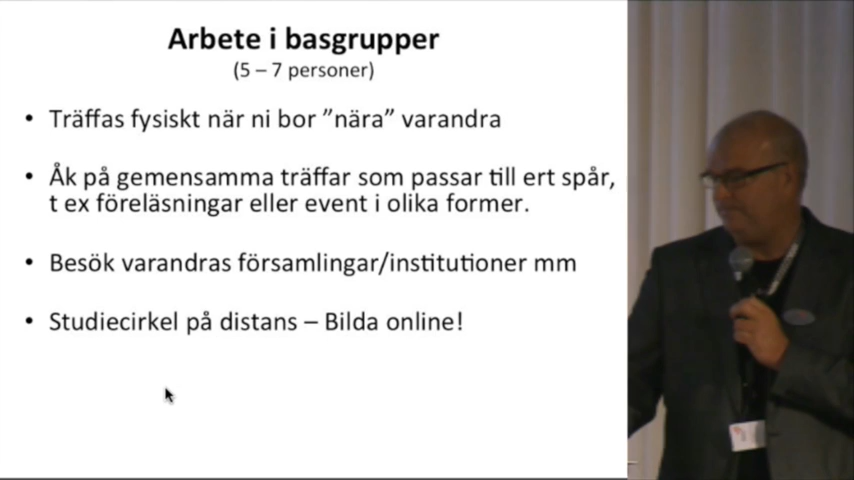 Arbete i basgrupper
(5 – 7 personer)
• Träffas fysiskt när ni bor ”nära” varandra
• Åk på gemensamma träffar som passar till ert spår,
t ex föreläsningar eller event i olika former.
• Besök varandras församlingar/institutioner mm
• Studiecirkel på distans – Bilda online!